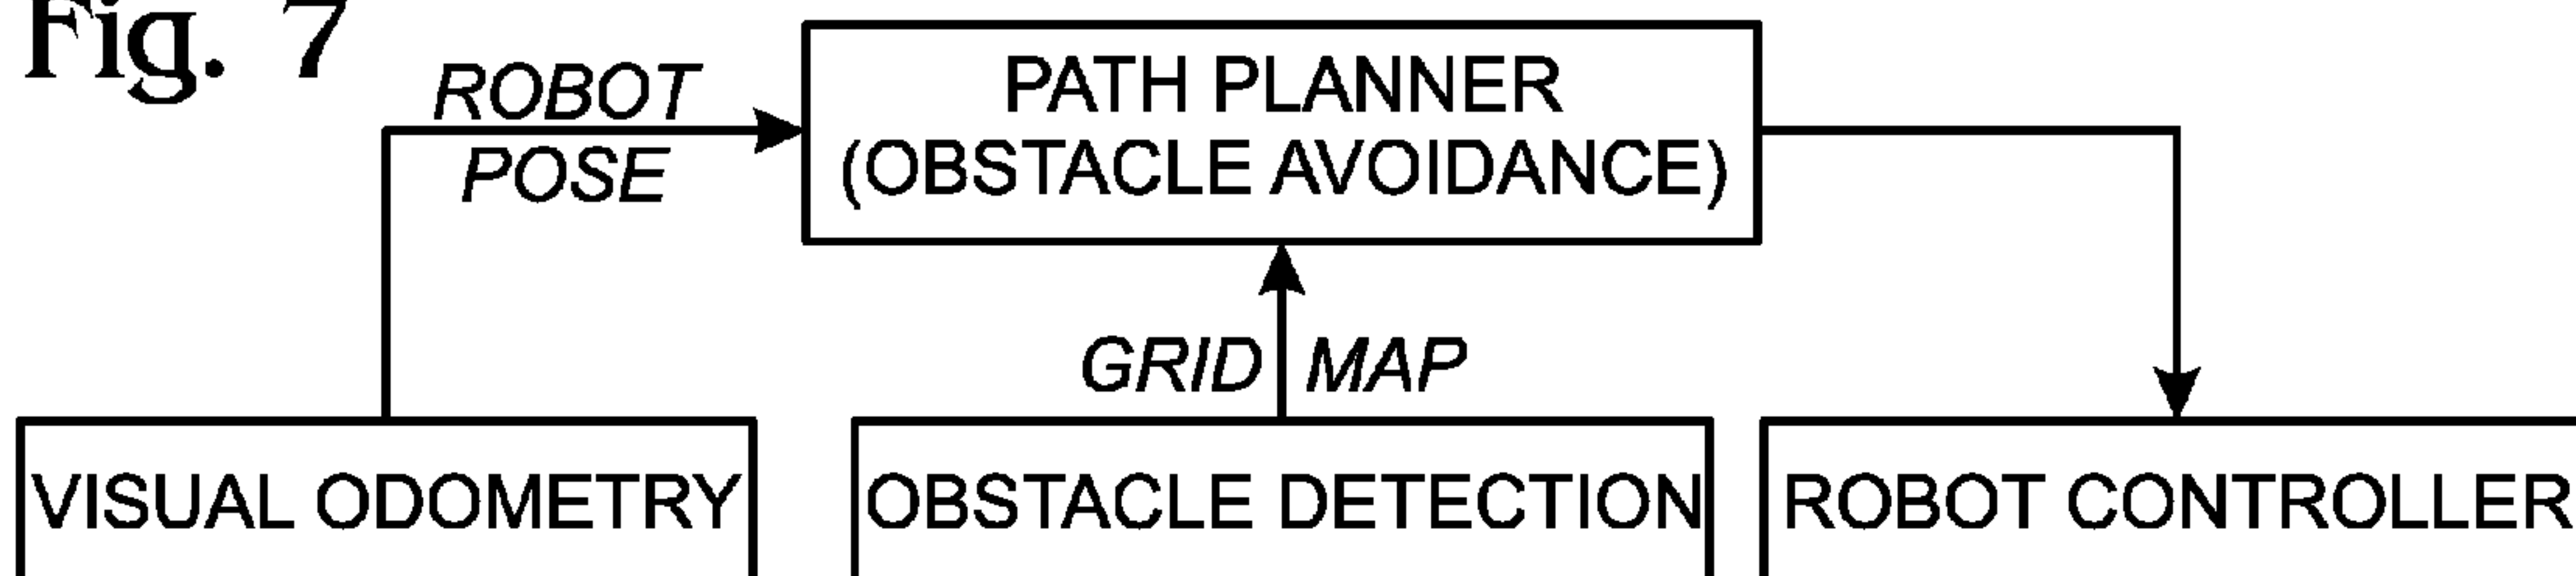 Fig. 7
ROBOT
POSE
PATH PLANNER
(OBSTACLE AVOIDANCE)
GRID MAP
VISUAL ODOMETRY
OBSTACLE DETECTION
ROBOT CONTROLLER